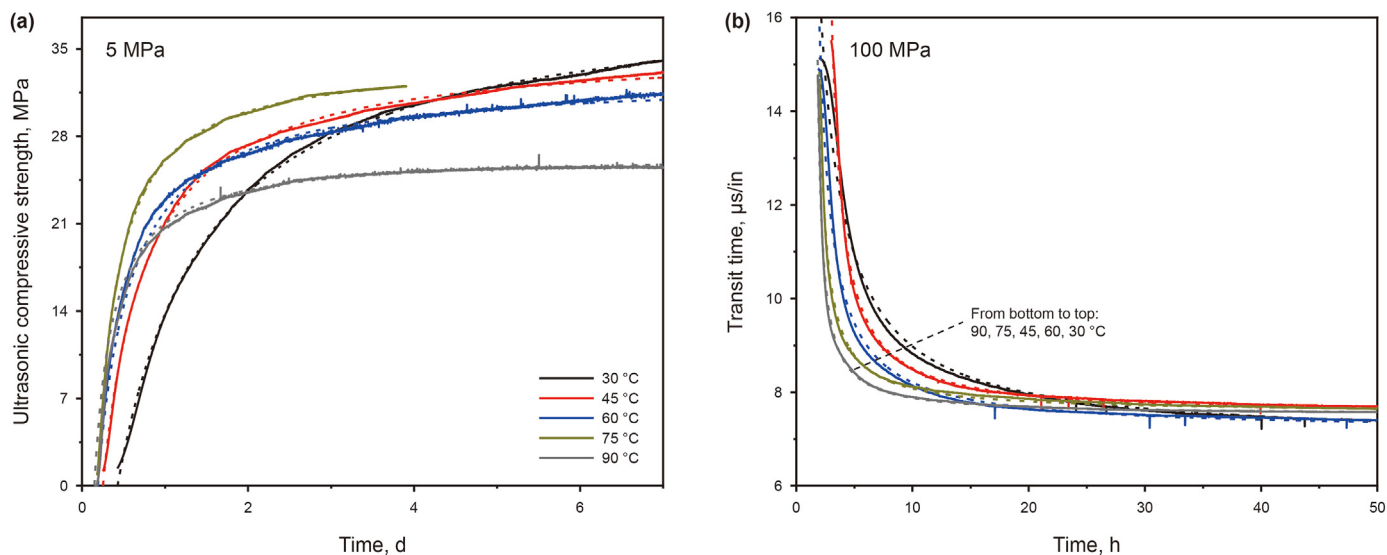 (a)
5 MPa
Ultrasonic compressive strength, MPa
35
28
21
14
7
0
0
2
4
6
Time, d
30 °C
45 °C
60 °C
75 °C
90 °C
(b)
100 MPa
Transit time, µs/in
16
14
12
10
8
6
0
10
20
30
40
50
Time, h
From bottom to top:
90, 75, 45, 60, 30 °C